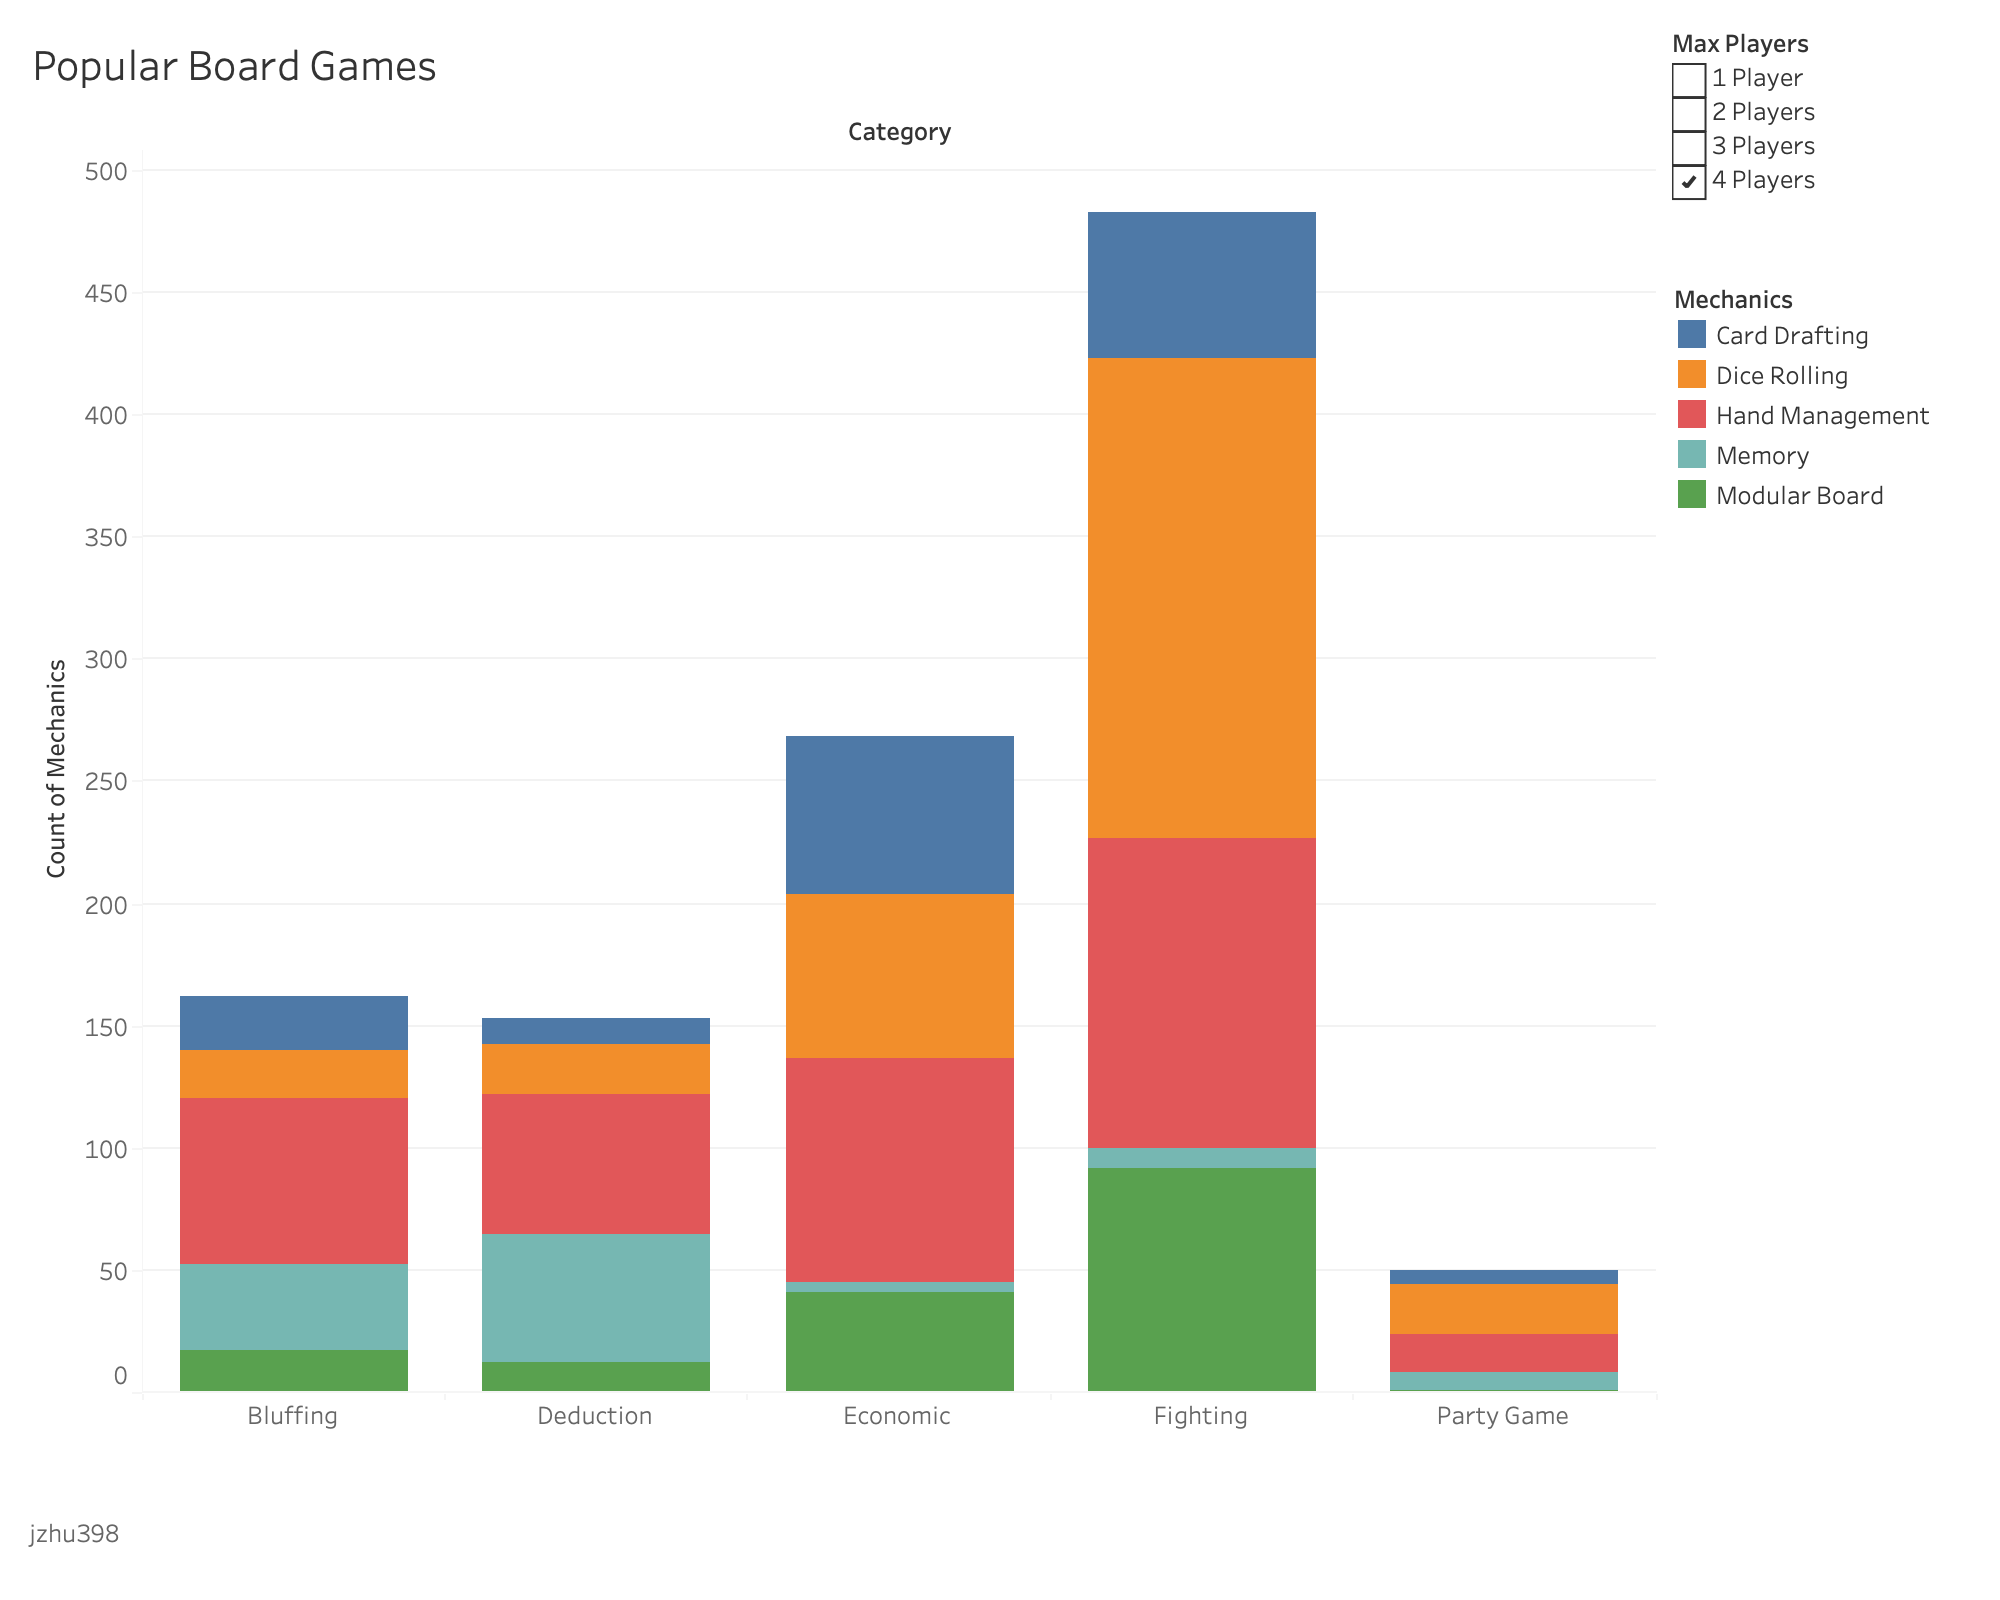 Popular Board Games
Category
Count of Mechanics
500
450
400
350
300
250
200
150
100
50
0
Bluffing
Deduction
Economic
Fighting
Party Game
Max Players
1 Player
2 Players
3 Players
4 Players
Mechanics
Card Drafting
Dice Rolling
Hand Management
Memory
Modular Board
jzhu398